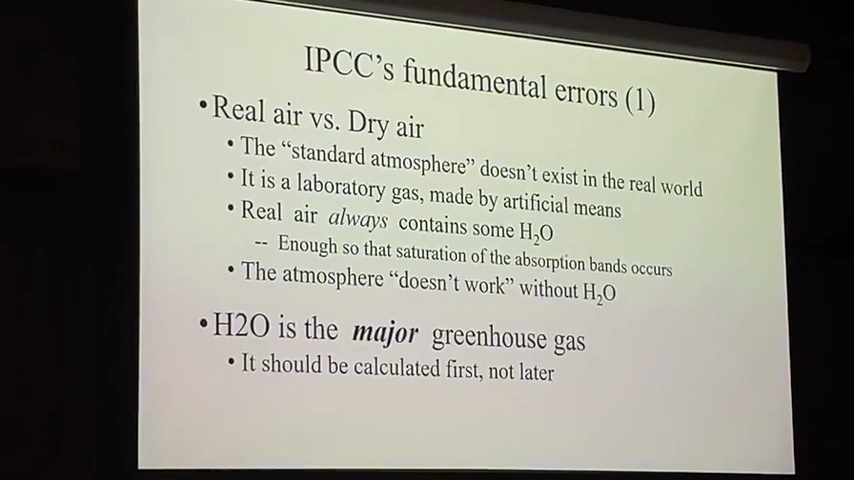 IPCC's fundamental errors (1)
•Real air vs. Dry air
• The “standard atmosphere” doesn't exist in the real world
• It is a laboratory gas, made by artificial means
• Real air always contains some H₂O
-- Enough so that saturation of the absorption bands occurs
• The atmosphere “doesn't work” without H₂O
•H2O is the major greenhouse gas
• It should be calculated first, not later